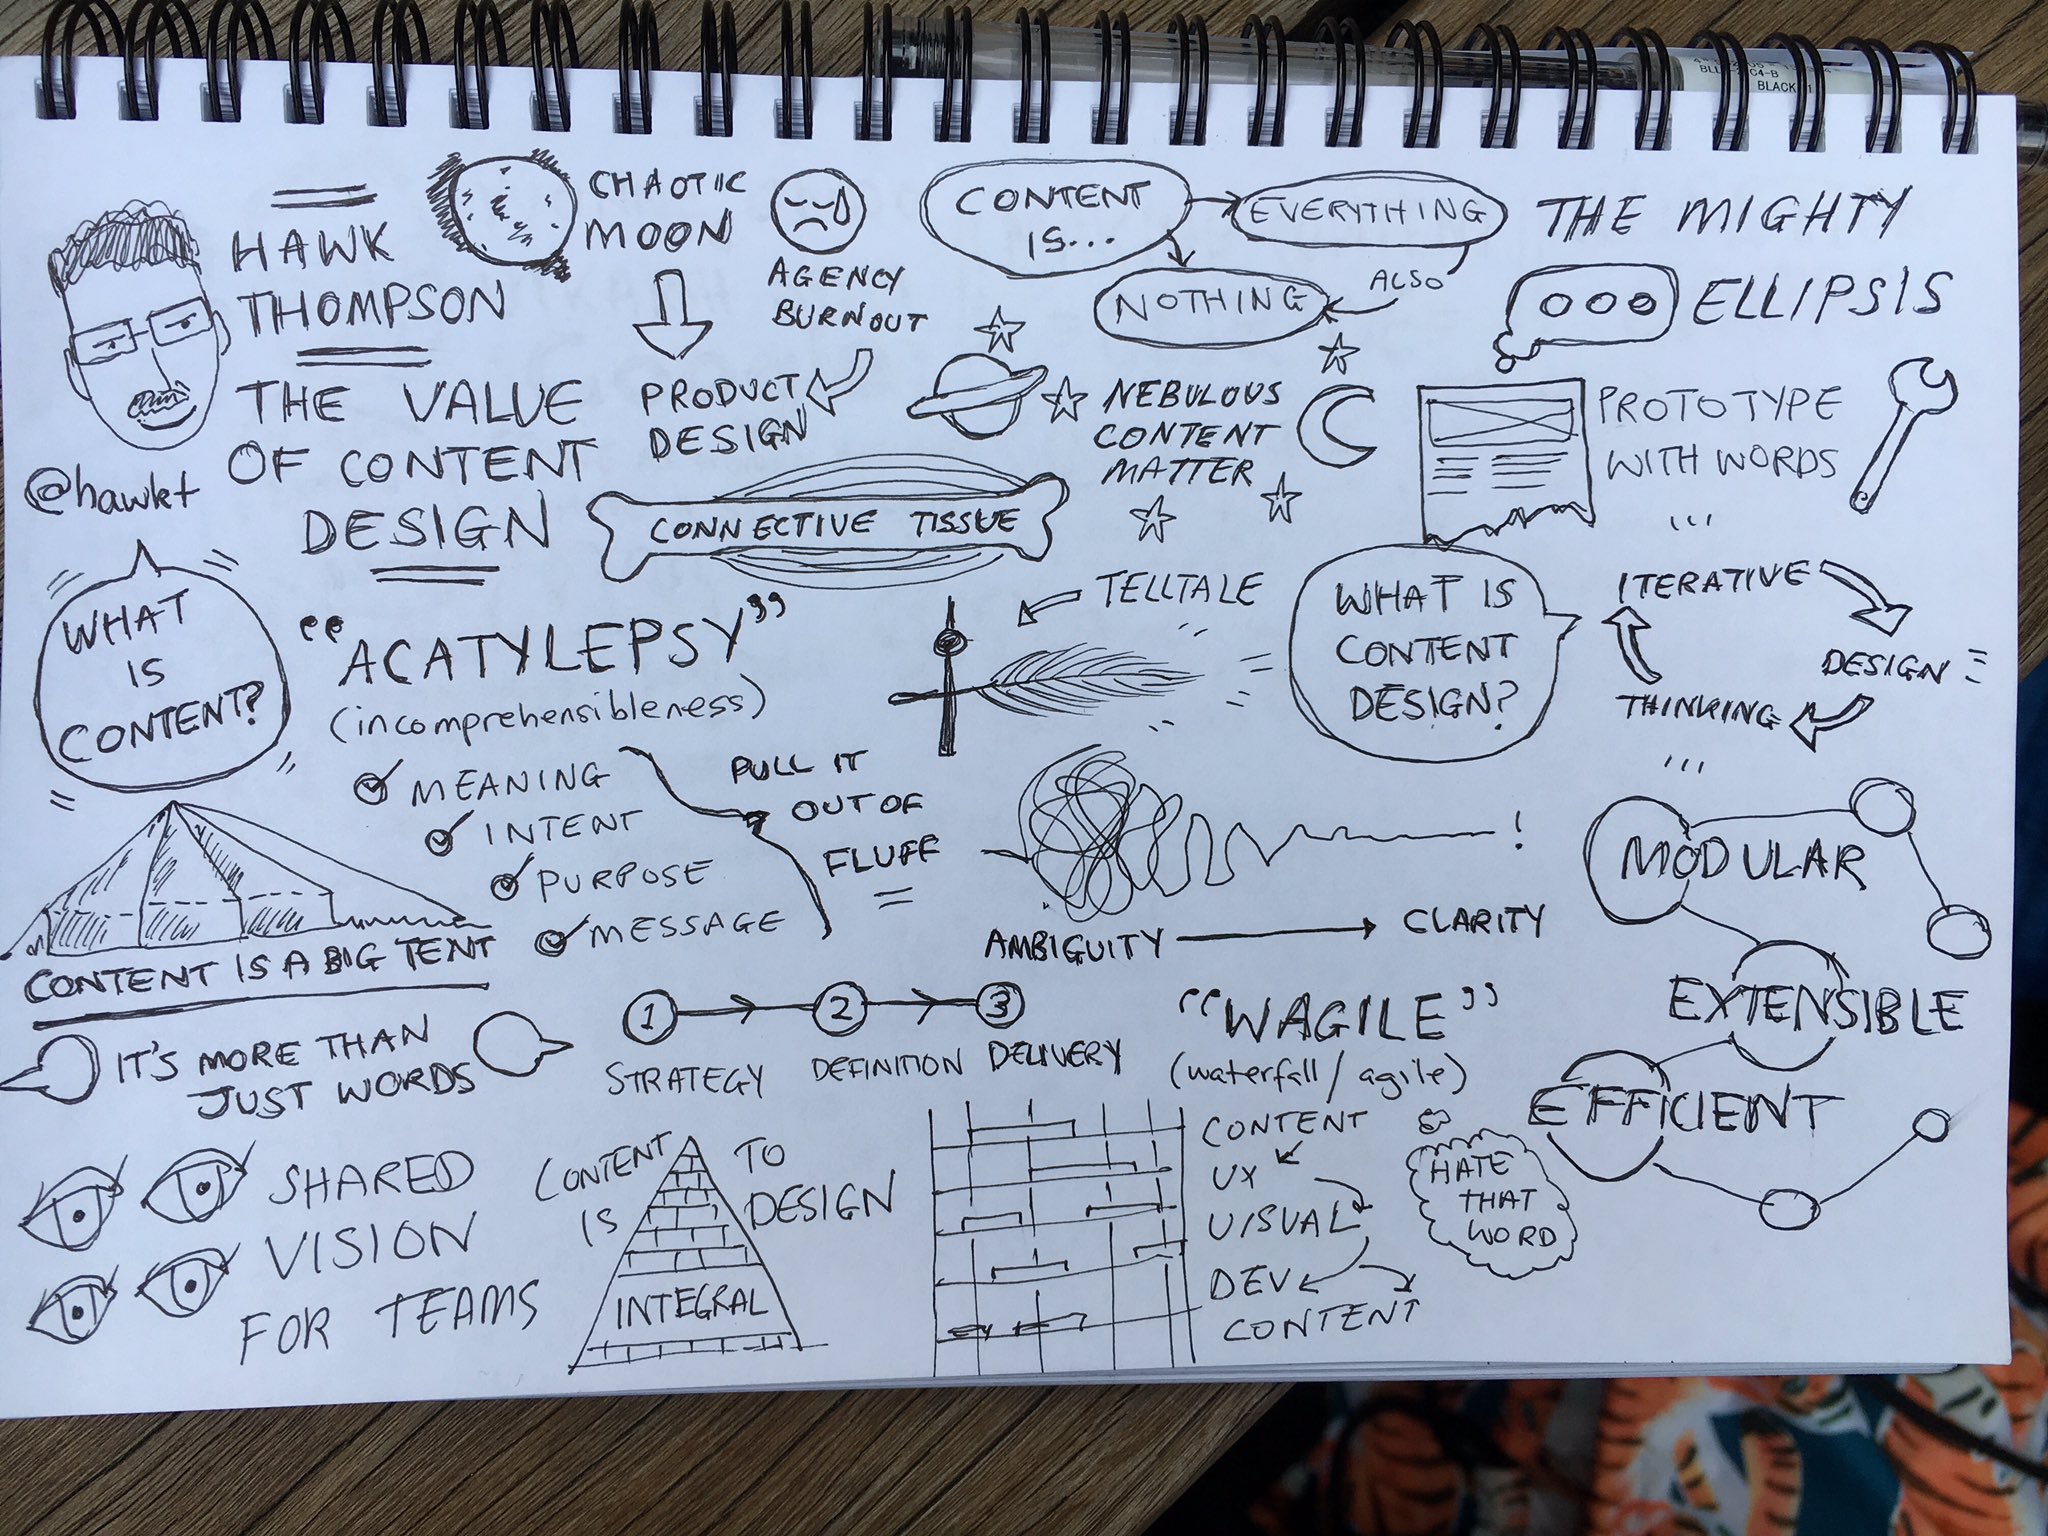 BLACK
HAWK
THOMPSON
THE VALUE
OF CONTENT
DESIGN
@hawkt
CHAOTIC
MOON
AGENCY
BURNOUT
PRODUCT
DESIGN
CONTENT
IS...
EVERYTHING
ALSO
NOTHING
THE MIGHTY
ELLIPSIS
NEBULOUS
CONTENT
MATTER
PROTOTYPE
WITH WORDS
CONNECTIVE TISSUE
WHAT
IS
CONTENT?
"ACATYLEPSY"
(incomprehensibleness)
TELLTALE
WHAT IS
CONTENT
DESIGN?
ITERATIVE
DESIGN
THINKING
MEANING
INTENT
PURPOSE
MESSAGE
PULL IT
OUT OF
FLUFF
!
AMBIGUITY
CLARITY
CONTENT IS A BIG TENT
IT'S MORE THAN
JUST WORDS
1
2
3
STRATEGY
DEFINITION
DELIVERY
"WAGILE"
(waterfall/agile)
HATE
THAT
WORD
MODULAR
EXTENSIBLE
EFFICIENT
SHARED
VISION
FOR TEAMS
CONTENT
IS
INTEGRAL
TO
DESIGN
CONTENT
UX
VISUAL
DEV
CONTENT